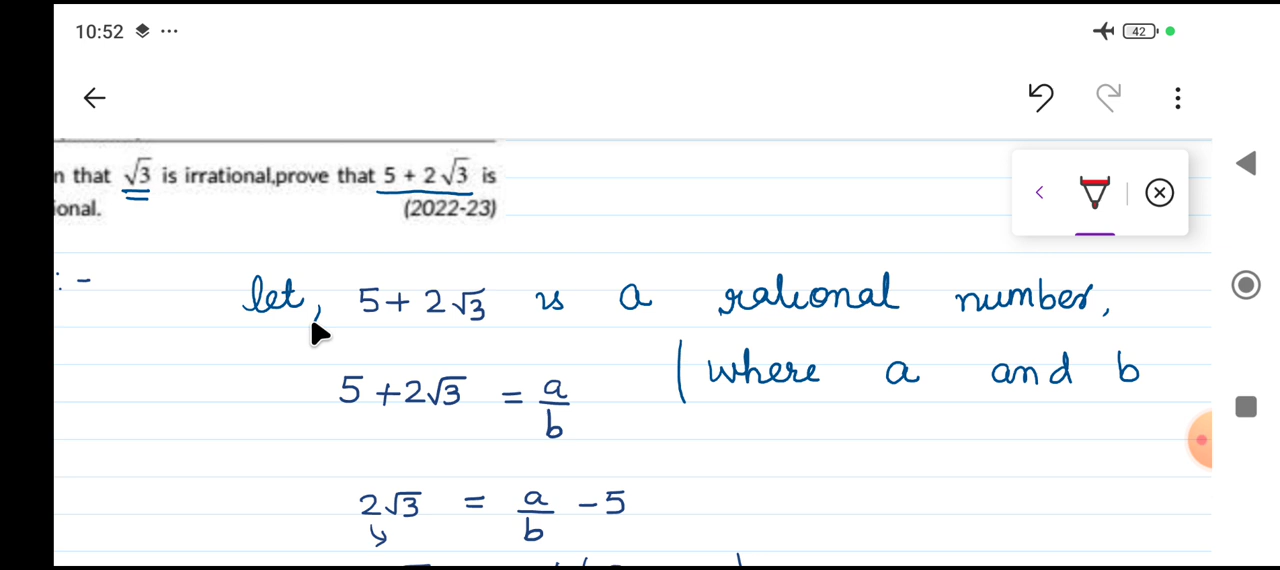 10:52 ...
42
n that √3 is irrational,prove that 5 + 2√3 is
ional.
(2022-23)
: -
let, 5 + 2√3 is a rational number,
5 + 2√3 = a/b
(where a and b
2√3 = a/b - 5